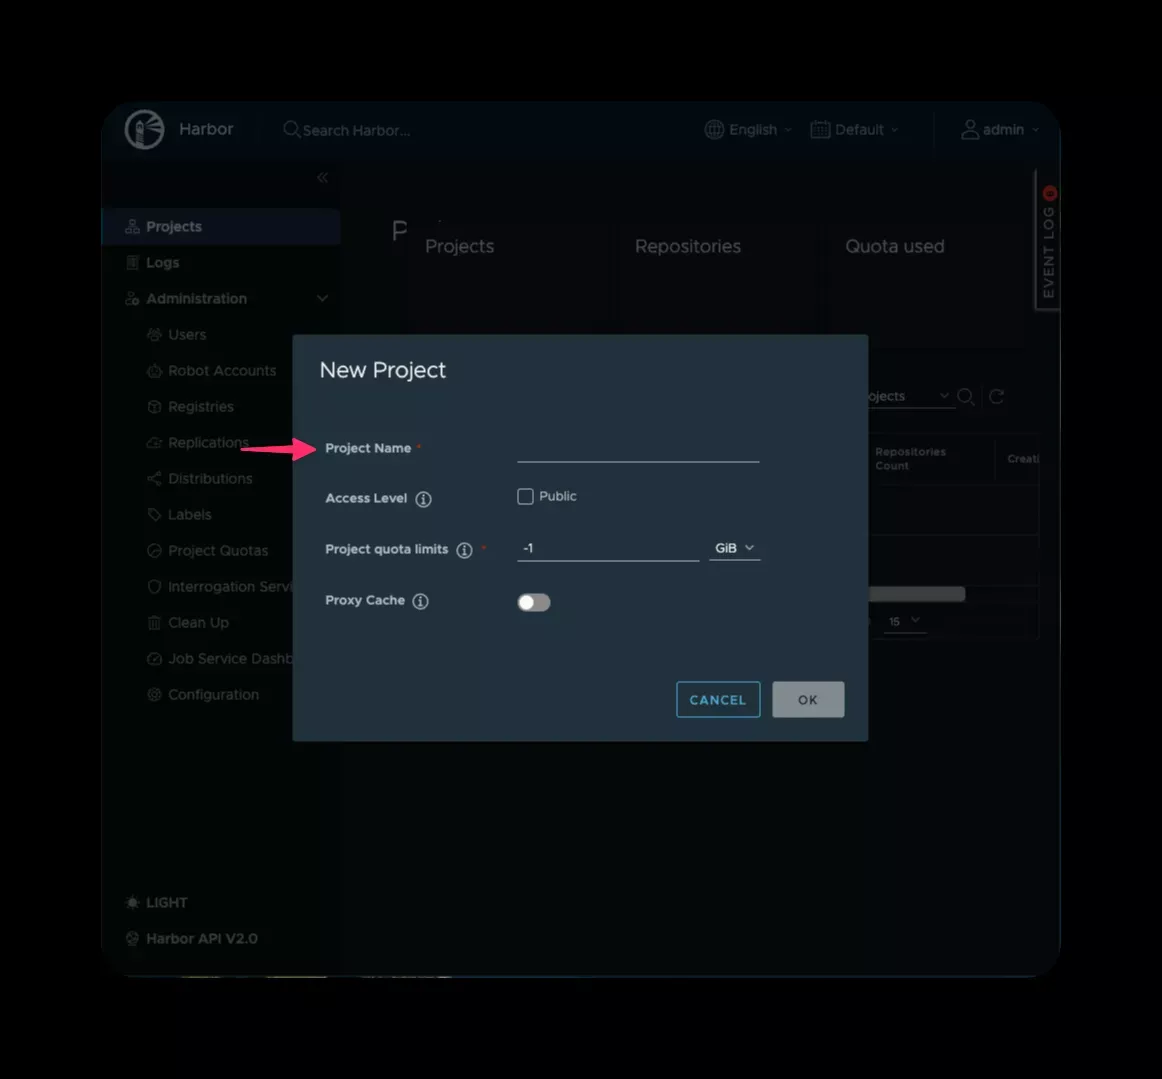 Harbor
Search Harbor...
English
Default
admin
EVENT LOG
Projects
Logs
Administration
Users
Robot Accounts
Registries
Replications
Distributions
Labels
Project Quotas
Interrogation Servi
Clean Up
Job Service Dashb
Configuration
LIGHT
Harbor API V2.0
P
Projects
Repositories
Quota used
ojects
Repositories
Count
Creati
15
New Project
Project Name *
Access Level
Public
Project quota limits *
-1
GiB
Proxy Cache
CANCEL
OK